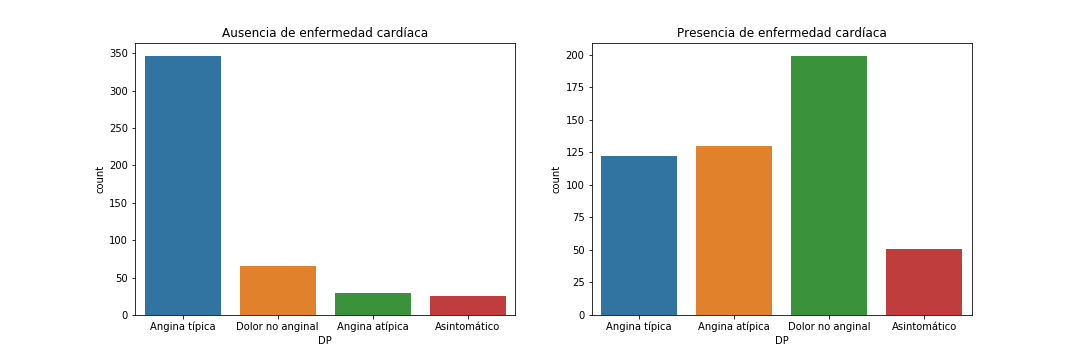 Ausencia de enfermedad cardíaca
350
300
250
200
150
100
50
0
count
Angina típica
Dolor no anginal
Angina atípica
Asintomático
DP
Presencia de enfermedad cardíaca
200
175
150
125
100
75
50
25
0
count
Angina típica
Angina atípica
Dolor no anginal
Asintomático
DP